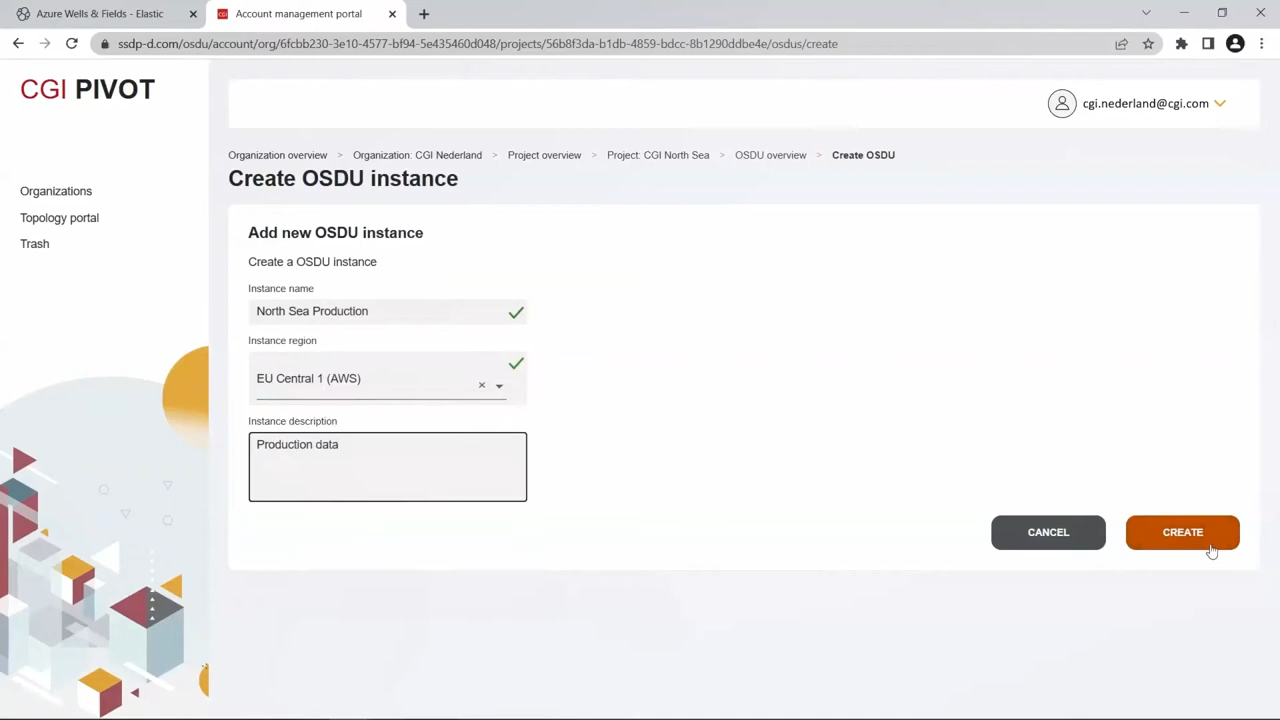 Azure Wells & Fields - Elastic
Account management portal
ssdp-d.com/osdu/account/org/6fcbb230-3e10-4577-bf94-5e435460d048/projects/56b8f3da-b1db-4859-bdcc-8b1290ddbe4e/osdus/create
CGI PIVOT
cgi.nederland@cgi.com
Organizations
Topology portal
Trash
Organization overview > Organization: CGI Nederland > Project overview > Project: CGI North Sea > OSDU overview > Create OSDU
Create OSDU instance
Add new OSDU instance
Create a OSDU instance
Instance name
North Sea Production
Instance region
EU Central 1 (AWS)
Instance description
Production data
CANCEL
CREATE